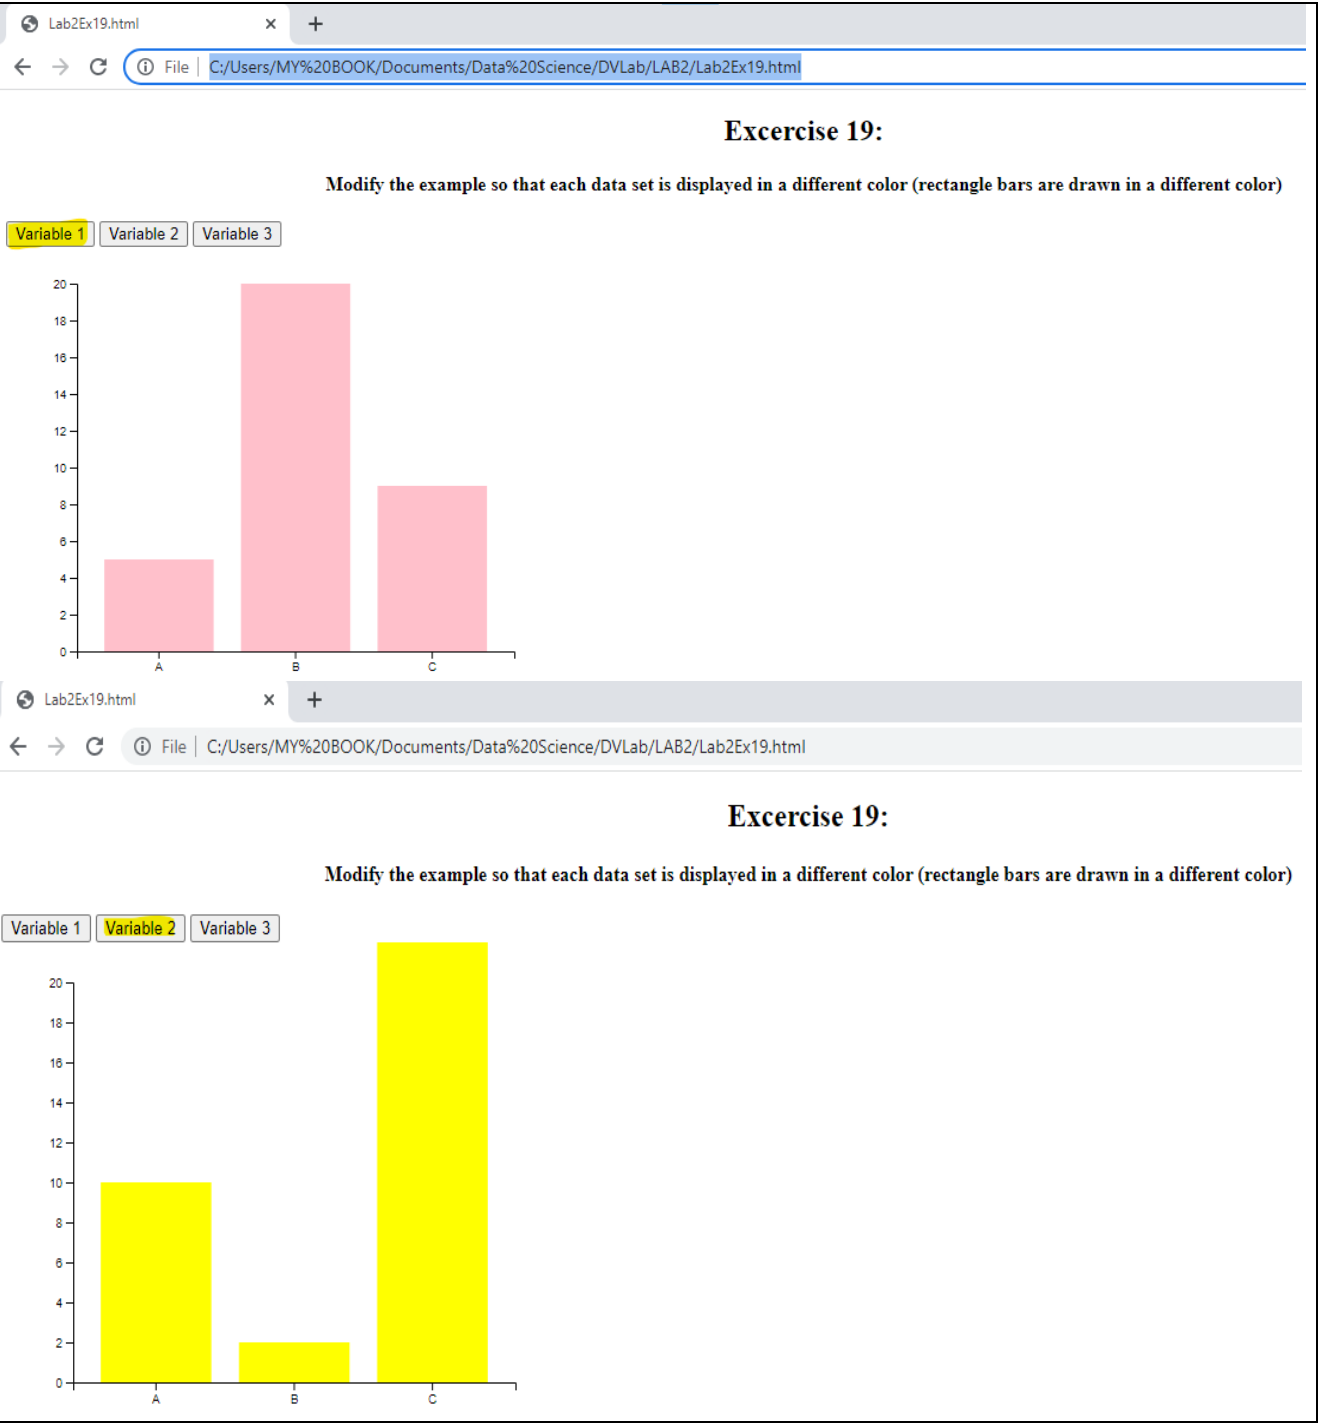 Lab2Ex19.html
File C:/Users/MY%20BOOK/Documents/Data%20Science/DVLab/LAB2/Lab2Ex19.html
Excercise 19:
Modify the example so that each data set is displayed in a different color (rectangle bars are drawn in a different color)
Variable 1 Variable 2 Variable 3
20
18
16
14
12
10
8
6
4
2
0
A B C
Lab2Ex19.html
File C:/Users/MY%20BOOK/Documents/Data%20Science/DVLab/LAB2/Lab2Ex19.html
Excercise 19:
Modify the example so that each data set is displayed in a different color (rectangle bars are drawn in a different color)
Variable 1 Variable 2 Variable 3
20
18
16
14
12
10
8
6
4
2
0
A B C